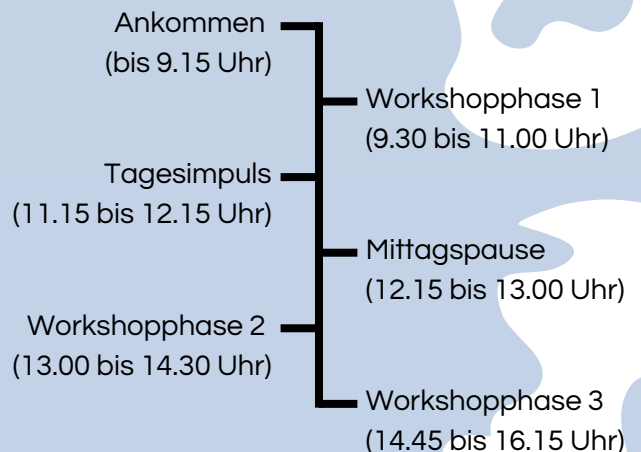 Ankommen
(bis 9.15 Uhr)
Workshopphase 1
(9.30 bis 11.00 Uhr)
Tagesimpuls
(11.15 bis 12.15 Uhr)
Mittagspause
(12.15 bis 13.00 Uhr)
Workshopphase 2
(13.00 bis 14.30 Uhr)
Workshopphase 3
(14.45 bis 16.15 Uhr)